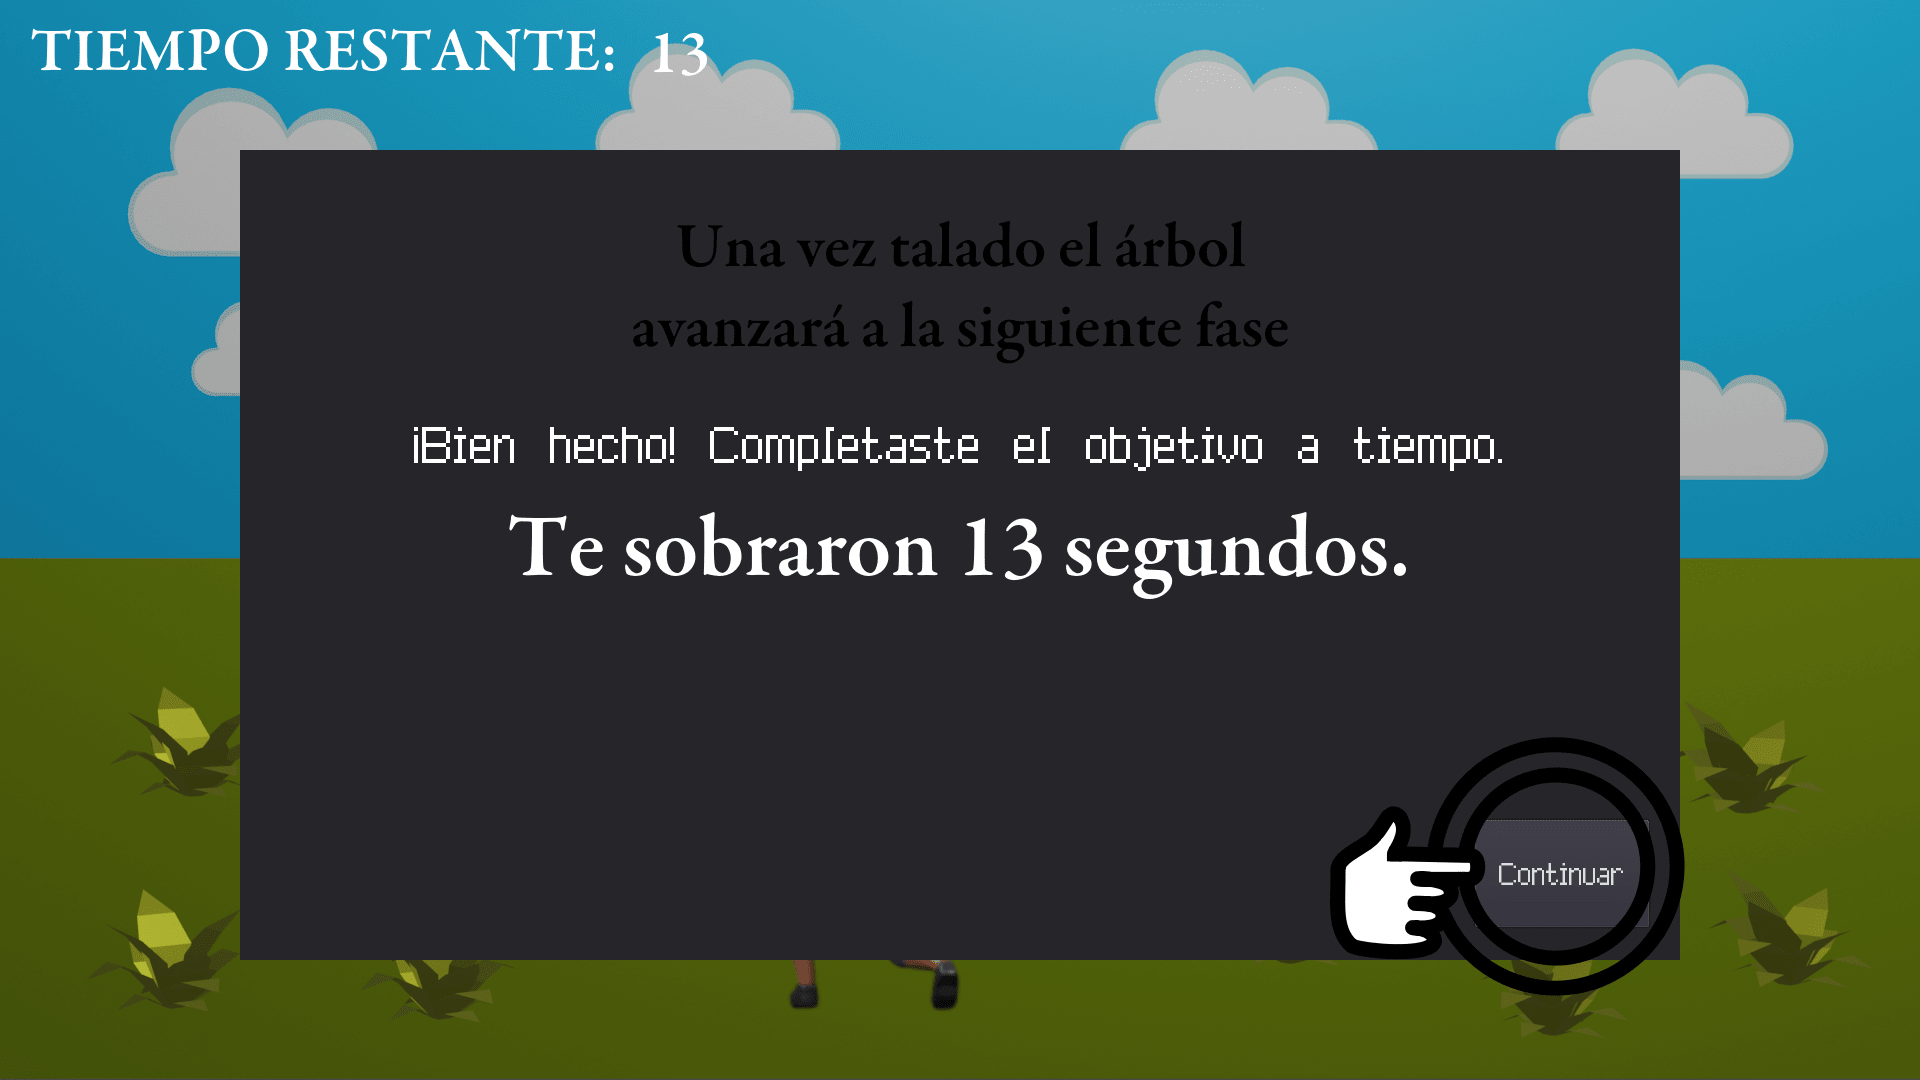 TIEMPO RESTANTE: 13
Una vez talado el árbol
avanzará a la siguiente fase
¡Bien hecho! Completaste el objetivo a tiempo.
Te sobraron 13 segundos.
Continuar